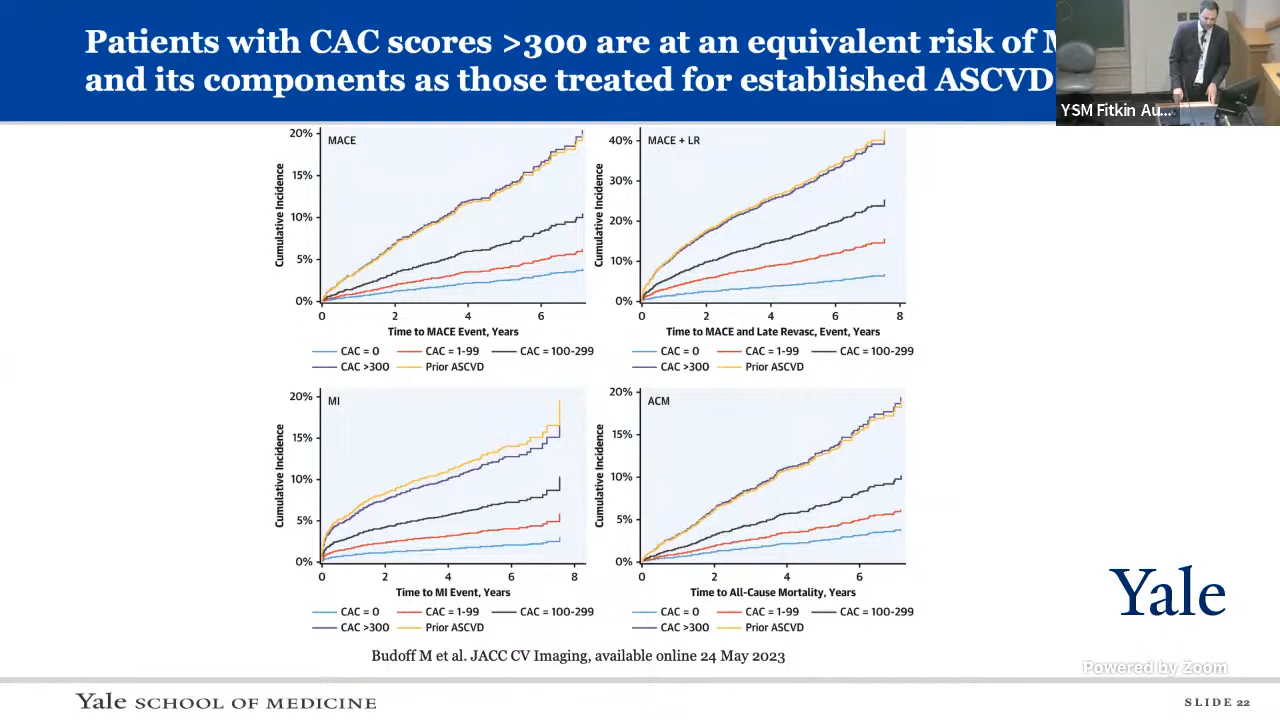 Patients with CAC scores >300 are at an equivalent risk of
and its components as those treated for established ASCVD
YSM Fitkin Au...
MACE
20%
15%
10%
5%
0%
Cumulative Incidence
0 2 4 6
Time to MACE Event, Years
CAC = 0 CAC = 1-99 CAC = 100-299
CAC >300 Prior ASCVD
MACE + LR
40%
30%
20%
10%
0%
Cumulative Incidence
0 2 4 6 8
Time to MACE and Late Revasc, Event, Years
CAC = 0 CAC = 1-99 CAC = 100-299
CAC >300 Prior ASCVD
MI
20%
15%
10%
5%
0%
Cumulative Incidence
0 2 4 6 8
Time to MI Event, Years
CAC = 0 CAC = 1-99 CAC = 100-299
CAC >300 Prior ASCVD
ACM
20%
15%
10%
5%
0%
Cumulative Incidence
0 2 4 6
Time to All-Cause Mortality, Years
CAC = 0 CAC = 1-99 CAC = 100-299
CAC >300 Prior ASCVD
Budoff M et al. JACC CV Imaging, available online 24 May 2023
Yale
Powered by Zoom
Yale SCHOOL OF MEDICINE
SLIDE 22